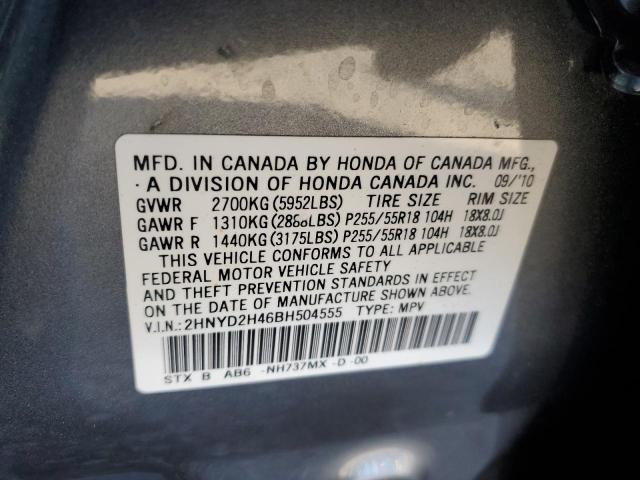 MFD. IN CANADA BY HONDA OF CANADA MFG.,
A DIVISION OF HONDA CANADA INC. 09/'10
GVWR 2700KG (5952LBS) TIRE SIZE RIM SIZE
GAWR F 1310KG (2888LBS) P255/55R18 104H 18X8.0J
GAWR R 1440KG (3175LBS) P255/55R18 104H 18X8.0J
THIS VEHICLE CONFORMS TO ALL APPLICABLE
FEDERAL MOTOR VEHICLE SAFETY
AND THEFT PREVENTION STANDARDS IN EFFECT
ON THE DATE OF MANUFACTURE SHOWN ABOVE.
V.I.N.: 2HNYD2H46BH504555 TYPE: MPV
STX B AB6 -NH737MX -D -00